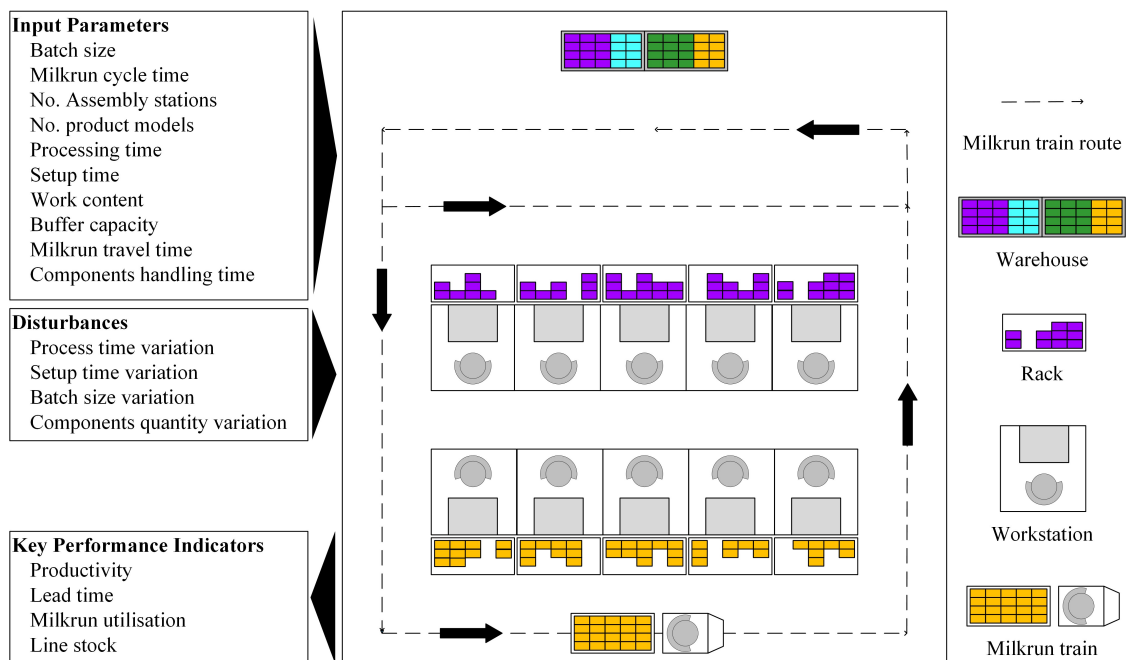 Input Parameters
Batch size
Milkrun cycle time
No. Assembly stations
No. product models
Processing time
Setup time
Work content
Buffer capacity
Milkrun travel time
Components handling time
Disturbances
Process time variation
Setup time variation
Batch size variation
Components quantity variation
Key Performance Indicators
Productivity
Lead time
Milkrun utilisation
Line stock
Milkrun train route
Warehouse
Rack
Workstation
Milkrun train